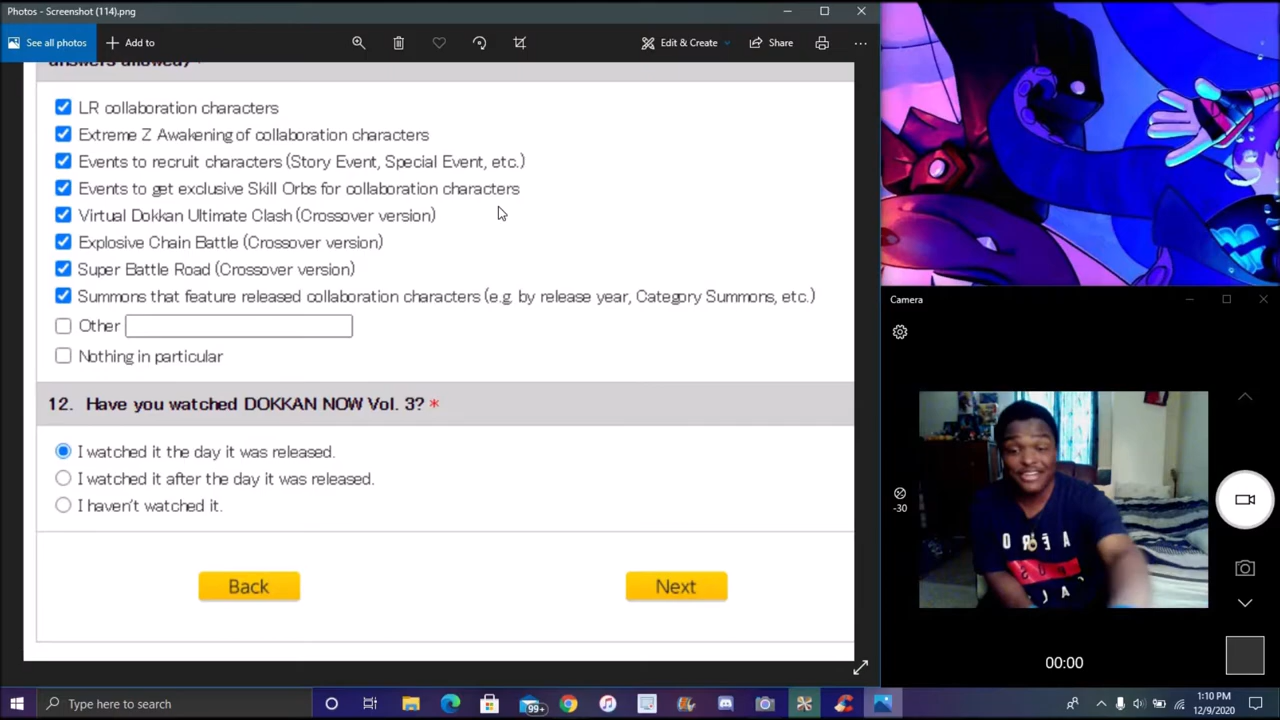 Photos - Screenshot (114).png
See all photos
Add to
Edit & Create
Share
answers allowed) *
LR collaboration characters
Extreme Z Awakening of collaboration characters
Events to recruit characters (Story Event, Special Event, etc.)
Events to get exclusive Skill Orbs for collaboration characters
Virtual Dokkan Ultimate Clash (Crossover version)
Explosive Chain Battle (Crossover version)
Super Battle Road (Crossover version)
Summons that feature released collaboration characters (e.g. by release year, Category Summons, etc.)
Other
Nothing in particular
12. Have you watched DOKKAN NOW Vol. 3? *
I watched it the day it was released.
I watched it after the day it was released.
I haven't watched it.
Back
Next
Camera
-30
00:00
Type here to search
99+
1:10 PM
12/9/2020